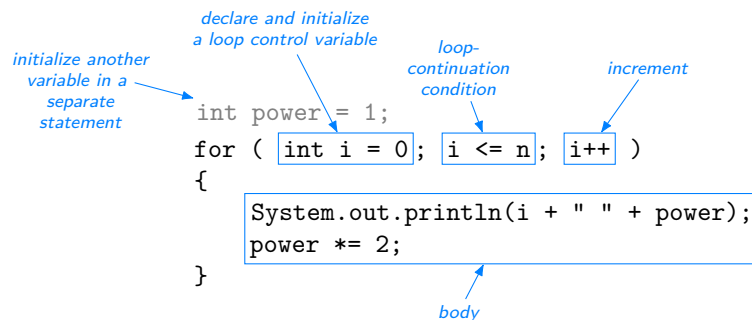 declare and initialize
a loop control variable
initialize another
variable in a
separate
statement
loop-
continuation
condition
increment
int power = 1;
for ( int i = 0; i <= n; i++ )
{
System.out.println(i + " " + power);
power *= 2;
}
body